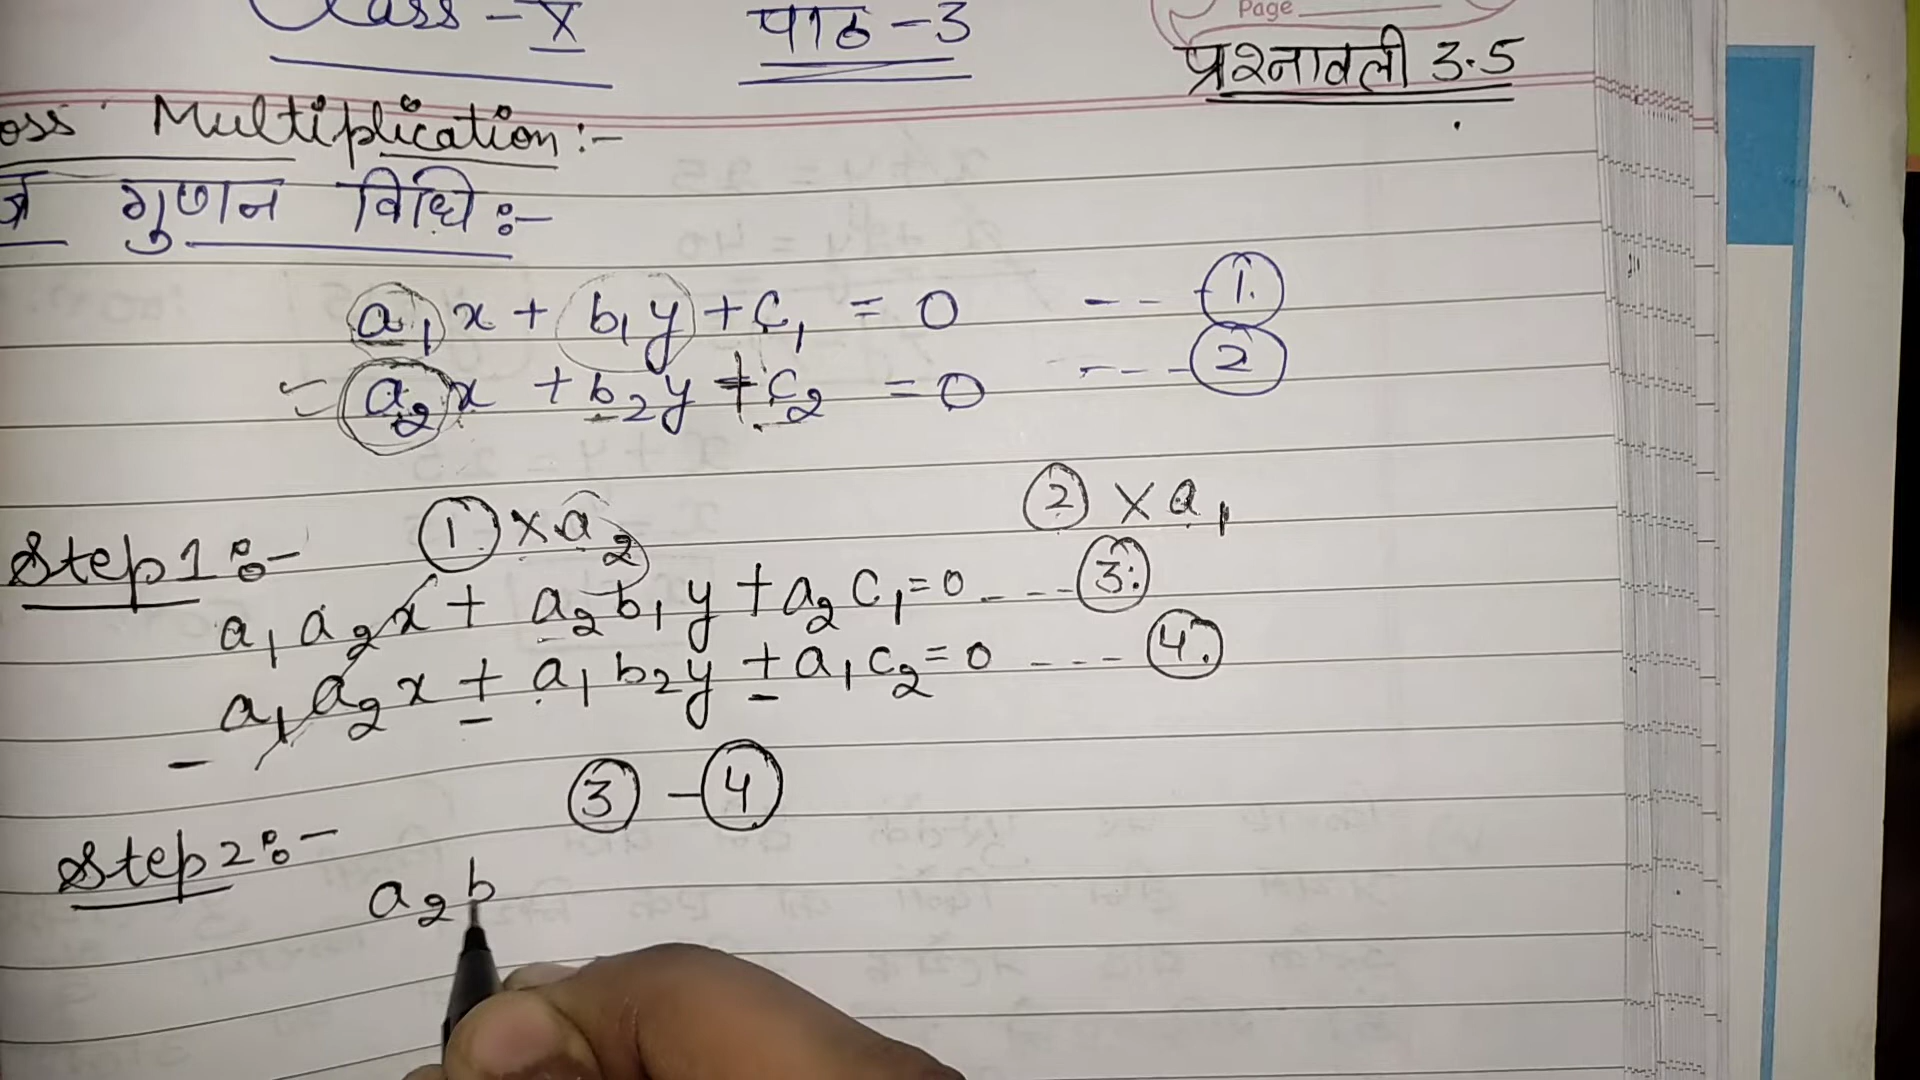 Class - X पाठ - 3
Page
प्रश्नावली 3.5
Multiplication :-
गुणन विधि :-
a₁x + b₁y + c₁ = 0 --- ①
a₂x + b₂y + c₂ = 0 --- ②
Step 1 :- ① × a₂ ② × a₁
a₁a₂x + a₂b₁y + a₂c₁ = 0 --- ③
- a₁a₂x ± a₁b₂y ± a₁c₂ = 0 --- ④
③ - ④
Step 2 :-
a₂b